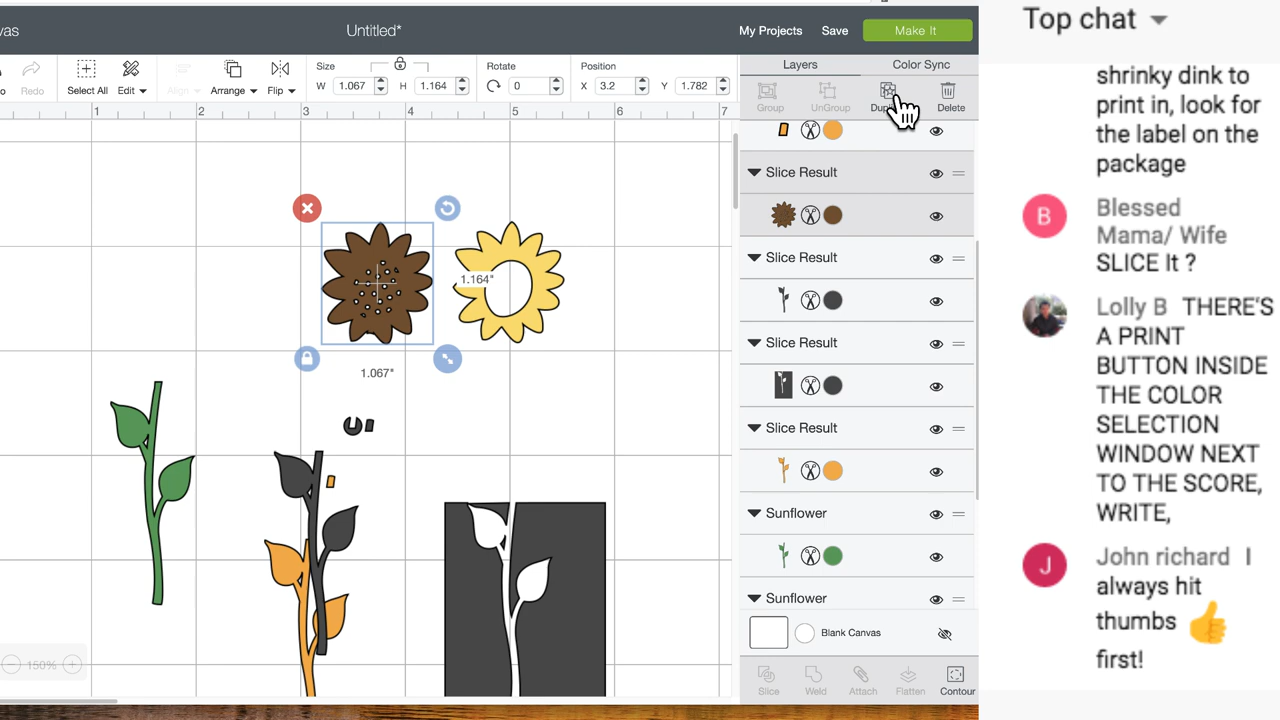 vas
Untitled*
My Projects
Save
Make It
Redo
Select All
Edit
Align
Arrange
Flip
Size
W 1.067
H 1.164
Rotate
0
Position
X 3.2
Y 1.782
Layers
Color Sync
Group
UnGroup
Delete
1
2
3
4
5
7
1.164"
1.067"
150%
Slice Result
Slice Result
Slice Result
Slice Result
Sunflower
Sunflower
Blank Canvas
Slice
Weld
Attach
Flatten
Contour
Top chat
shrinky dink to
print in, look for
the label on the
package
B
Blessed
Mama/ Wife
SLICE It ?
Lolly B THERE'S
A PRINT
BUTTON INSIDE
THE COLOR
SELECTION
WINDOW NEXT
TO THE SCORE,
WRITE,
J
John richard I
always hit
thumbs 👍
first!